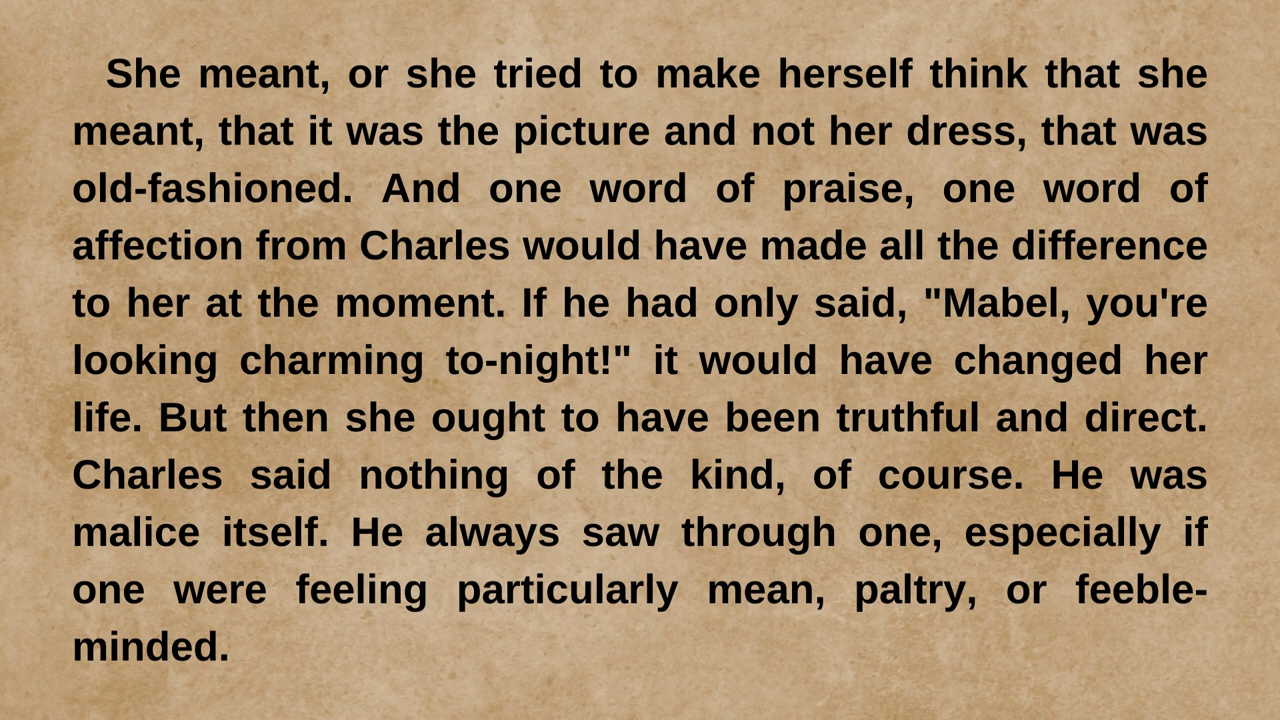 She meant, or she tried to make herself think that she
meant, that it was the picture and not her dress, that was
old-fashioned. And one word of praise, one word of
affection from Charles would have made all the difference
to her at the moment. If he had only said, "Mabel, you're
looking charming to-night!" it would have changed her
life. But then she ought to have been truthful and direct.
Charles said nothing of the kind, of course. He was
malice itself. He always saw through one, especially if
one were feeling particularly mean, paltry, or feeble-
minded.